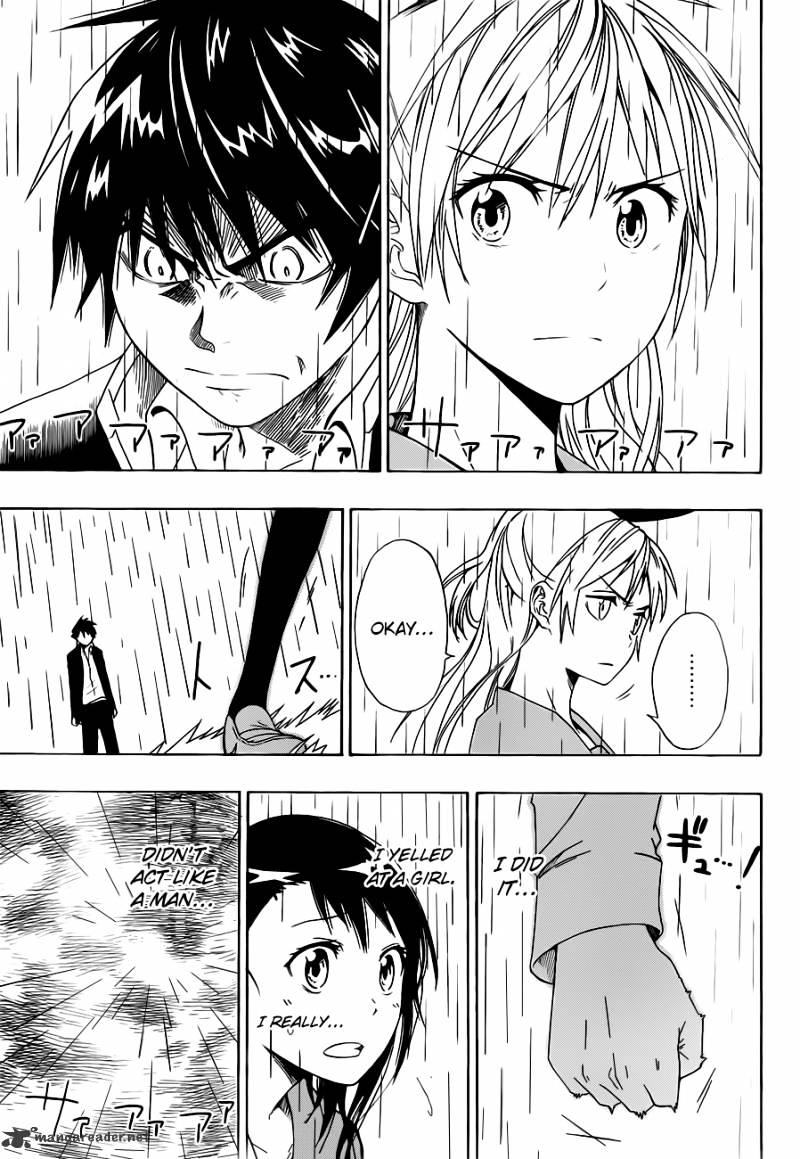 サァアァアァ
アァアァアァアァアァ
........
OKAY...
ス...
ギュ...!
I DID
IT...
I YELLED
AT A GIRL.
I REALLY...
DIDN'T
ACT LIKE
A MAN...
サァアァアァ
mangareader.net